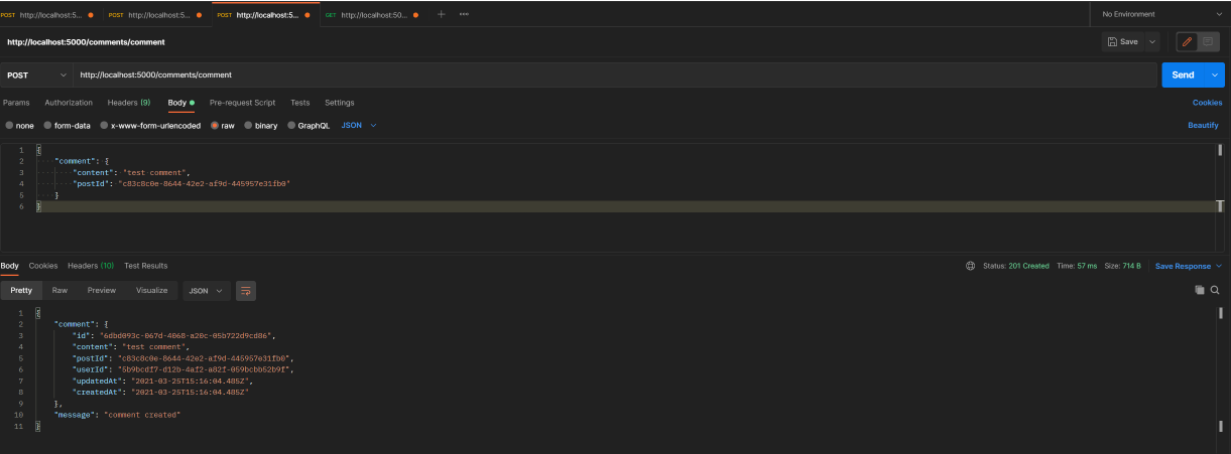 POST http://localhost:5... POST http://localhost:5... POST http://localhost:5... GET http://localhost:50... + ••• No Environment
http://localhost:5000/comments/comment Save
POST http://localhost:5000/comments/comment Send
Params Authorization Headers (9) Body Pre-request Script Tests Settings Cookies
none form-data x-www-form-urlencoded raw binary GraphQL JSON Beautify
1 {
2 "comment": {
3 "content": "test comment",
4 "postId": "c83c8c0e-8644-42e2-af9d-445957e31fb0"
5 }
6 }
Body Cookies Headers (10) Test Results Status: 201 Created Time: 57 ms Size: 714 B Save Response
Pretty Raw Preview Visualize JSON
1 {
2 "comment": {
3 "id": "6dbd093c-067d-4868-a20c-05b722d9cd86",
4 "content": "test comment",
5 "postId": "c83c8c0e-8644-42e2-af9d-445957e31fb0",
6 "userId": "5b9bcdf7-d12b-4af2-a82f-059bcbb52b9f",
7 "updatedAt": "2021-03-25T15:16:04.485Z",
8 "createdAt": "2021-03-25T15:16:04.485Z"
9 },
10 "message": "comment created"
11 }